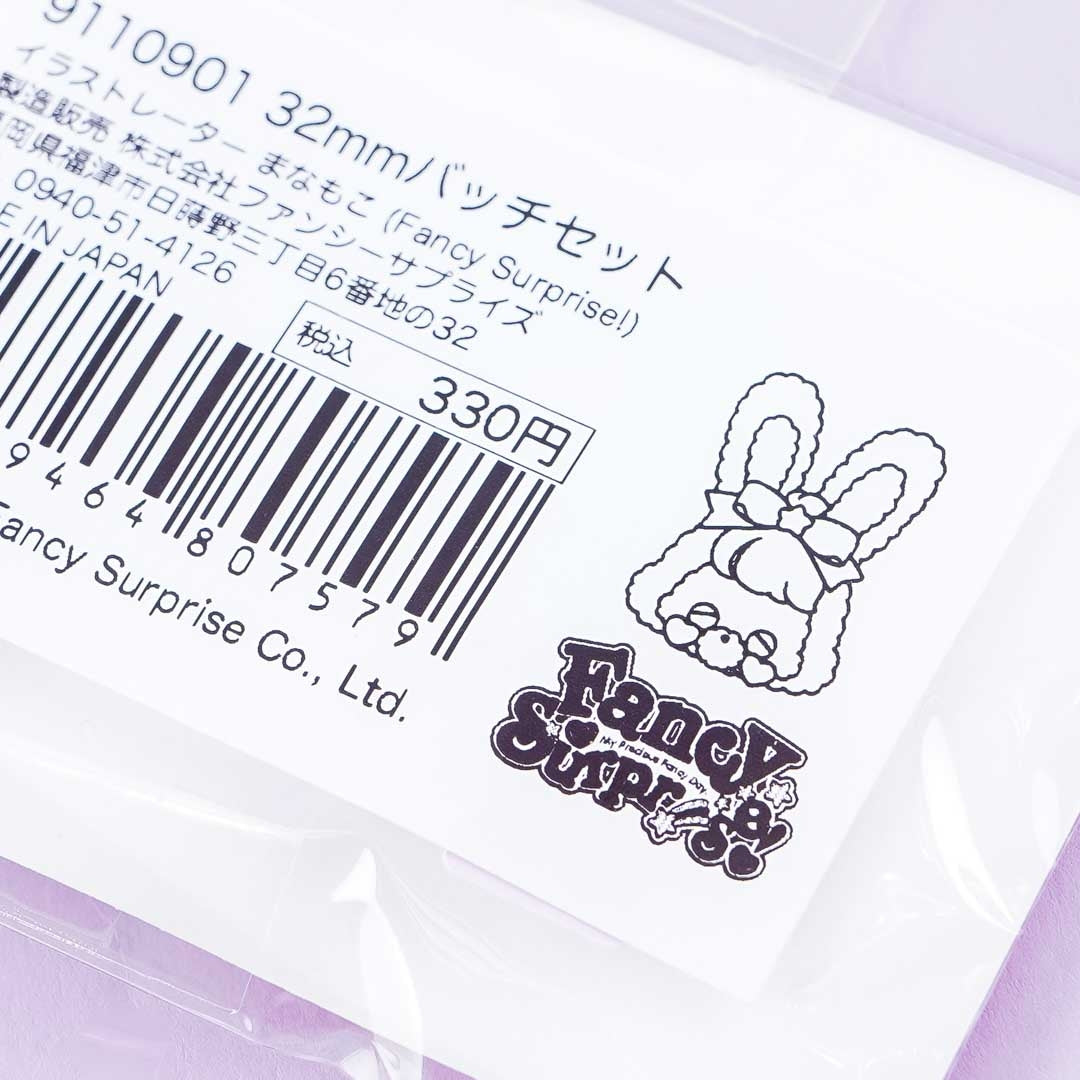 9110901 32mmバッチセット
イラストレーター まなもこ (Fancy Surprise!)
製造販売 株式会社ファンシーサプライズ
岡県福津市日蒔野三丁目6番地の32
0940-51-4126
E IN JAPAN
税込 330円
9464807579
Fancy Surprise Co., Ltd.
Fancy
My Precious Fancy Day
Surprise!